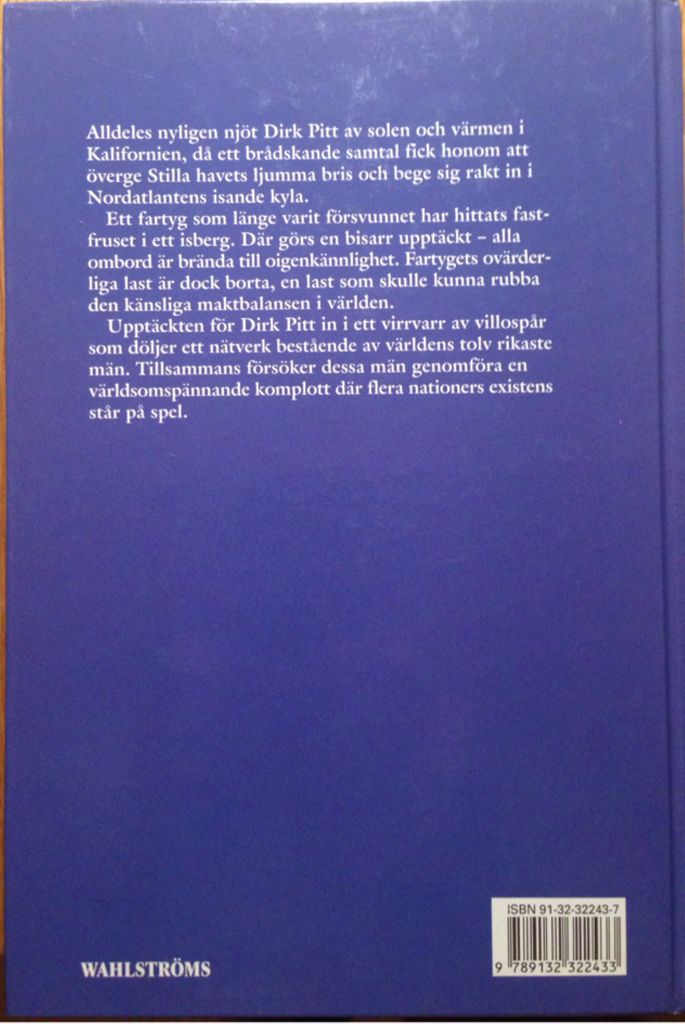 Alldeles nyligen njöt Dirk Pitt av solen och värmen i
Kalifornien, då ett brådskande samtal fick honom att
överge Stilla havets ljumma bris och bege sig rakt in i
Nordatlantens isande kyla.
Ett fartyg som länge varit försvunnet har hittats fast-
fruset i ett isberg. Där görs en bisarr upptäckt – alla
ombord är brända till oigenkännlighet. Fartygets ovärder-
liga last är dock borta, en last som skulle kunna rubba
den känsliga maktbalansen i världen.
Upptäckten för Dirk Pitt in i ett virrvarr av villospår
som döljer ett nätverk bestående av världens tolv rikaste
män. Tillsammans försöker dessa män genomföra en
världsomspännande komplott där flera nationers existens
står på spel.
ISBN 91-32-32243-7
9 789132 322433
WAHLSTRÖMS